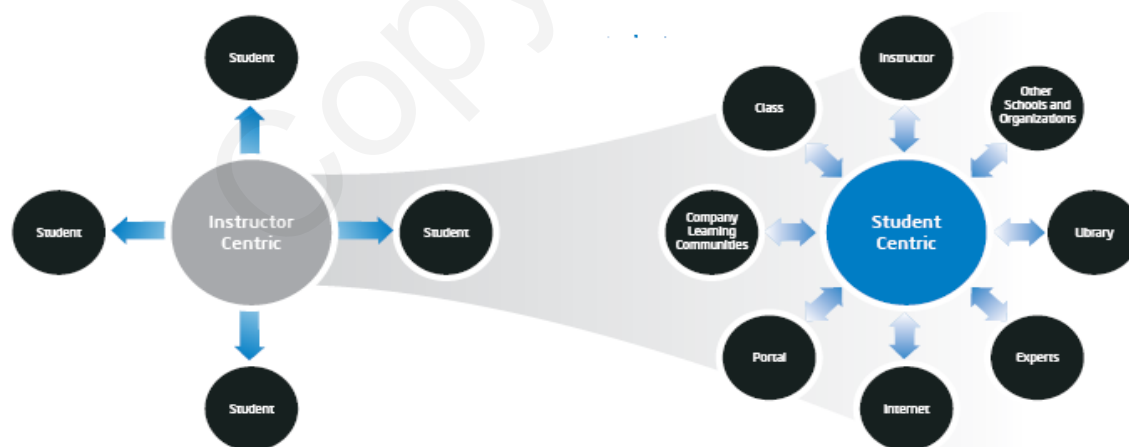 Copy
Student
Student
Instructor
Centric
Student
Student
Instructor
Class
Other
Schools and
Organizations
Company
Learning
Communities
Student
Centric
Library
Portal
Experts
Internet